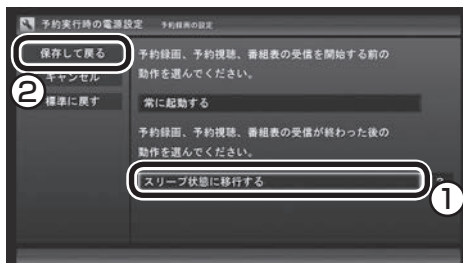 予約実行時の電源設定 予約録画の設定
保存して戻る
キャンセル
標準に戻す
②
予約録画、予約視聴、番組表の受信を開始する前の
動作を選んでください。
常に起動する
予約録画、予約視聴、番組表の受信が終わった後の
動作を選んでください。
スリープ状態に移行する
①